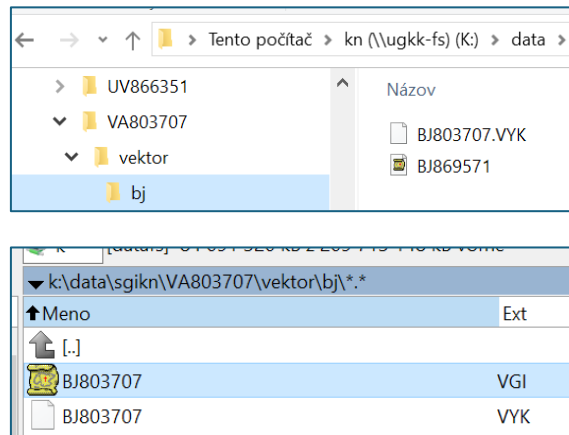 Tento počítač > kn (\\ugkk-fs) (K:) > data >
UV866351
VA803707
vektor
bj
Názov
BJ803707.VYK
BJ869571
k:\data\sgikn\VA803707\vektor\bj\*.*
Meno Ext
[..]
BJ803707 VGI
BJ803707 VYK